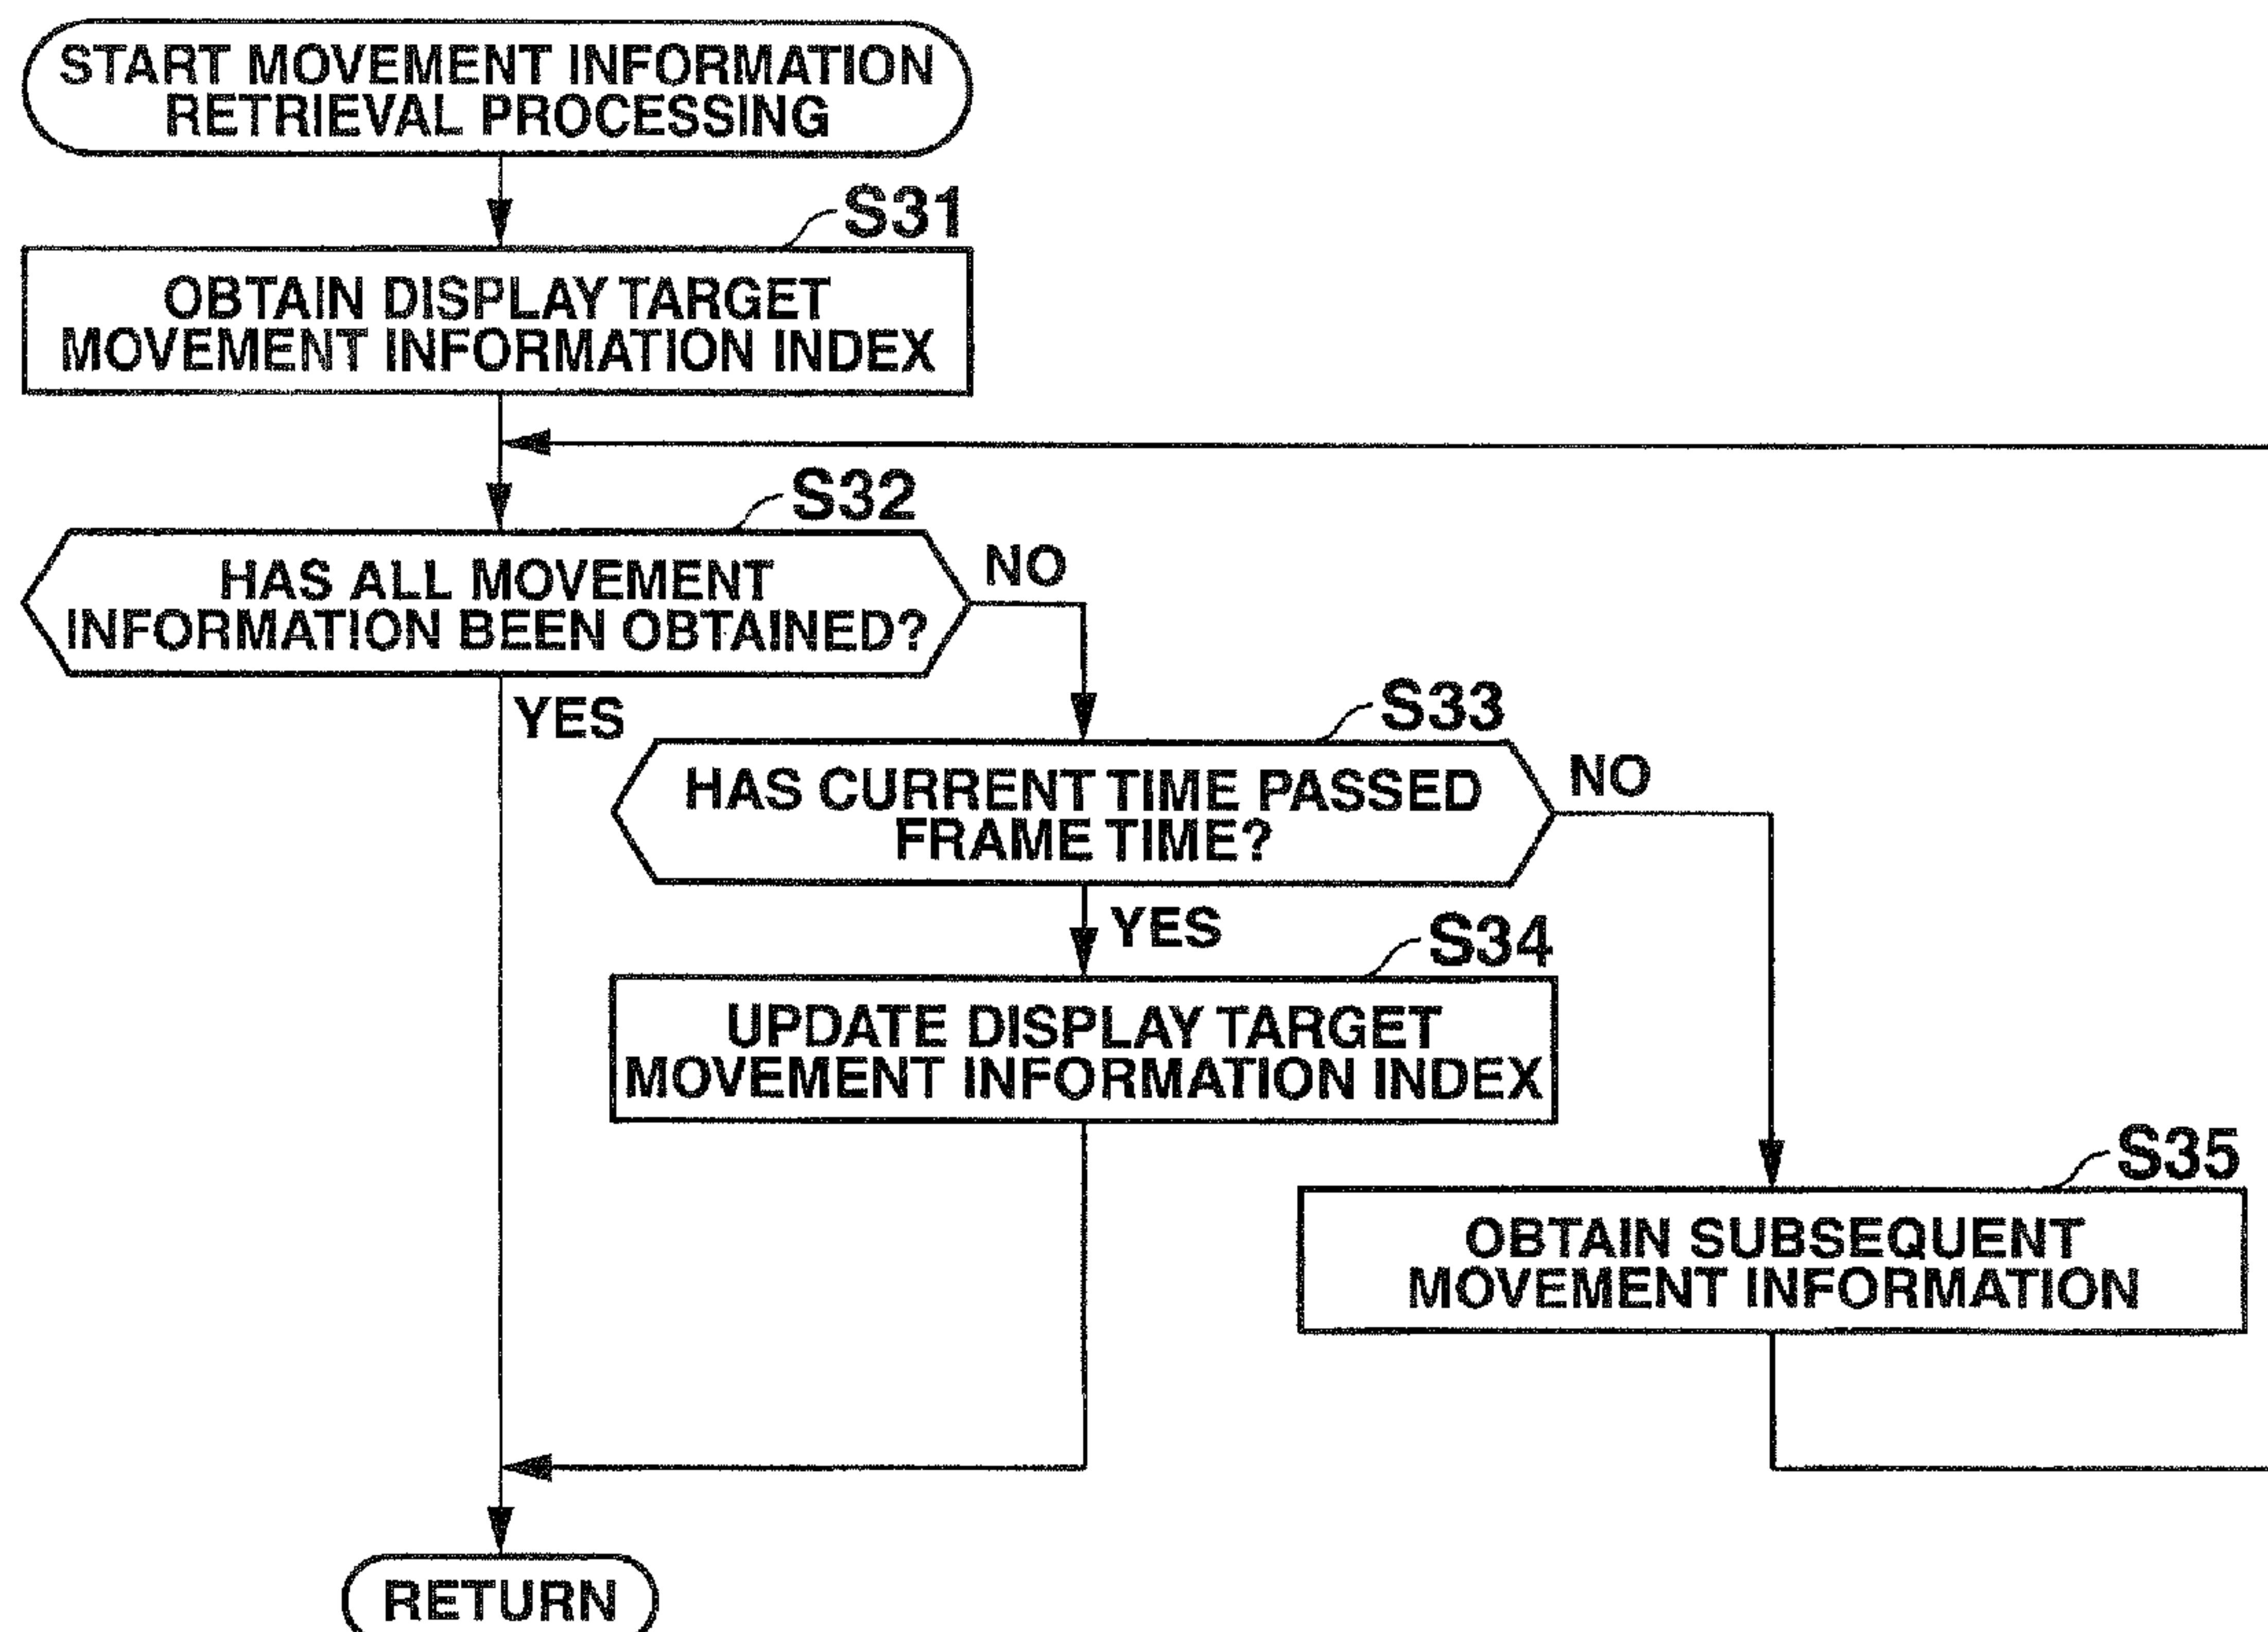 START MOVEMENT INFORMATION
RETRIEVAL PROCESSING
S31
OBTAIN DISPLAY TARGET
MOVEMENT INFORMATION INDEX
S32
HAS ALL MOVEMENT
INFORMATION BEEN OBTAINED?
NO
YES
S33
HAS CURRENT TIME PASSED
FRAME TIME?
NO
YES
S34
UPDATE DISPLAY TARGET
MOVEMENT INFORMATION INDEX
S35
OBTAIN SUBSEQUENT
MOVEMENT INFORMATION
RETURN